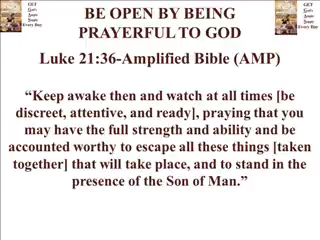 BE OPEN BY BEING
PRAYERFUL TO GOD
Luke 21:36-Amplified Bible (AMP)
“Keep awake then and watch at all times [be
discreet, attentive, and ready], praying that you
may have the full strength and ability and be
accounted worthy to escape all these things [taken
together] that will take place, and to stand in the
presence of the Son of Man.”